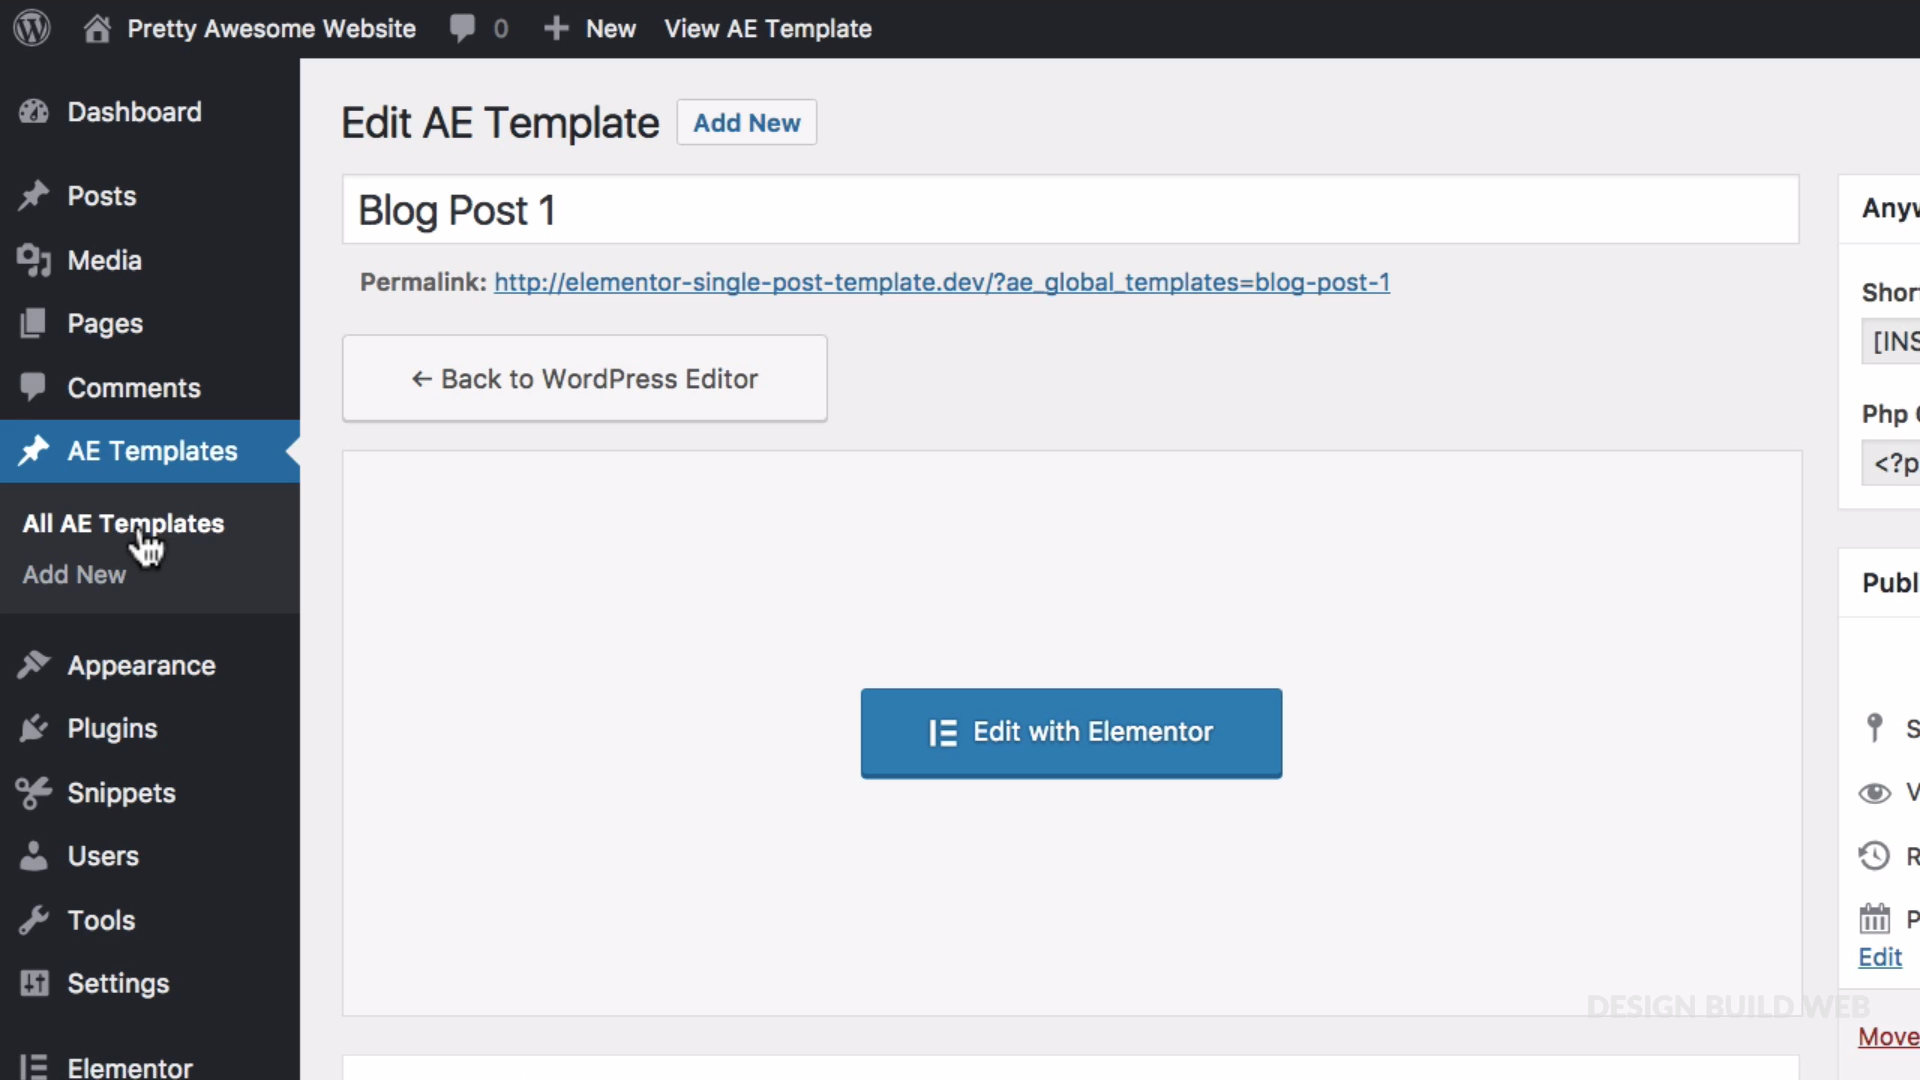 Pretty Awesome Website 0 New View AE Template
Dashboard
Posts
Media
Pages
Comments
AE Templates
All AE Templates
Add New
Appearance
Plugins
Snippets
Users
Tools
Settings
Elementor
Edit AE Template Add New
Blog Post 1
Permalink: http://elementor-single-post-template.dev/?ae_global_templates=blog-post-1
← Back to WordPress Editor
Edit with Elementor
[INS
Php
<?p
Edit
Move
DESIGN BUILD WEB